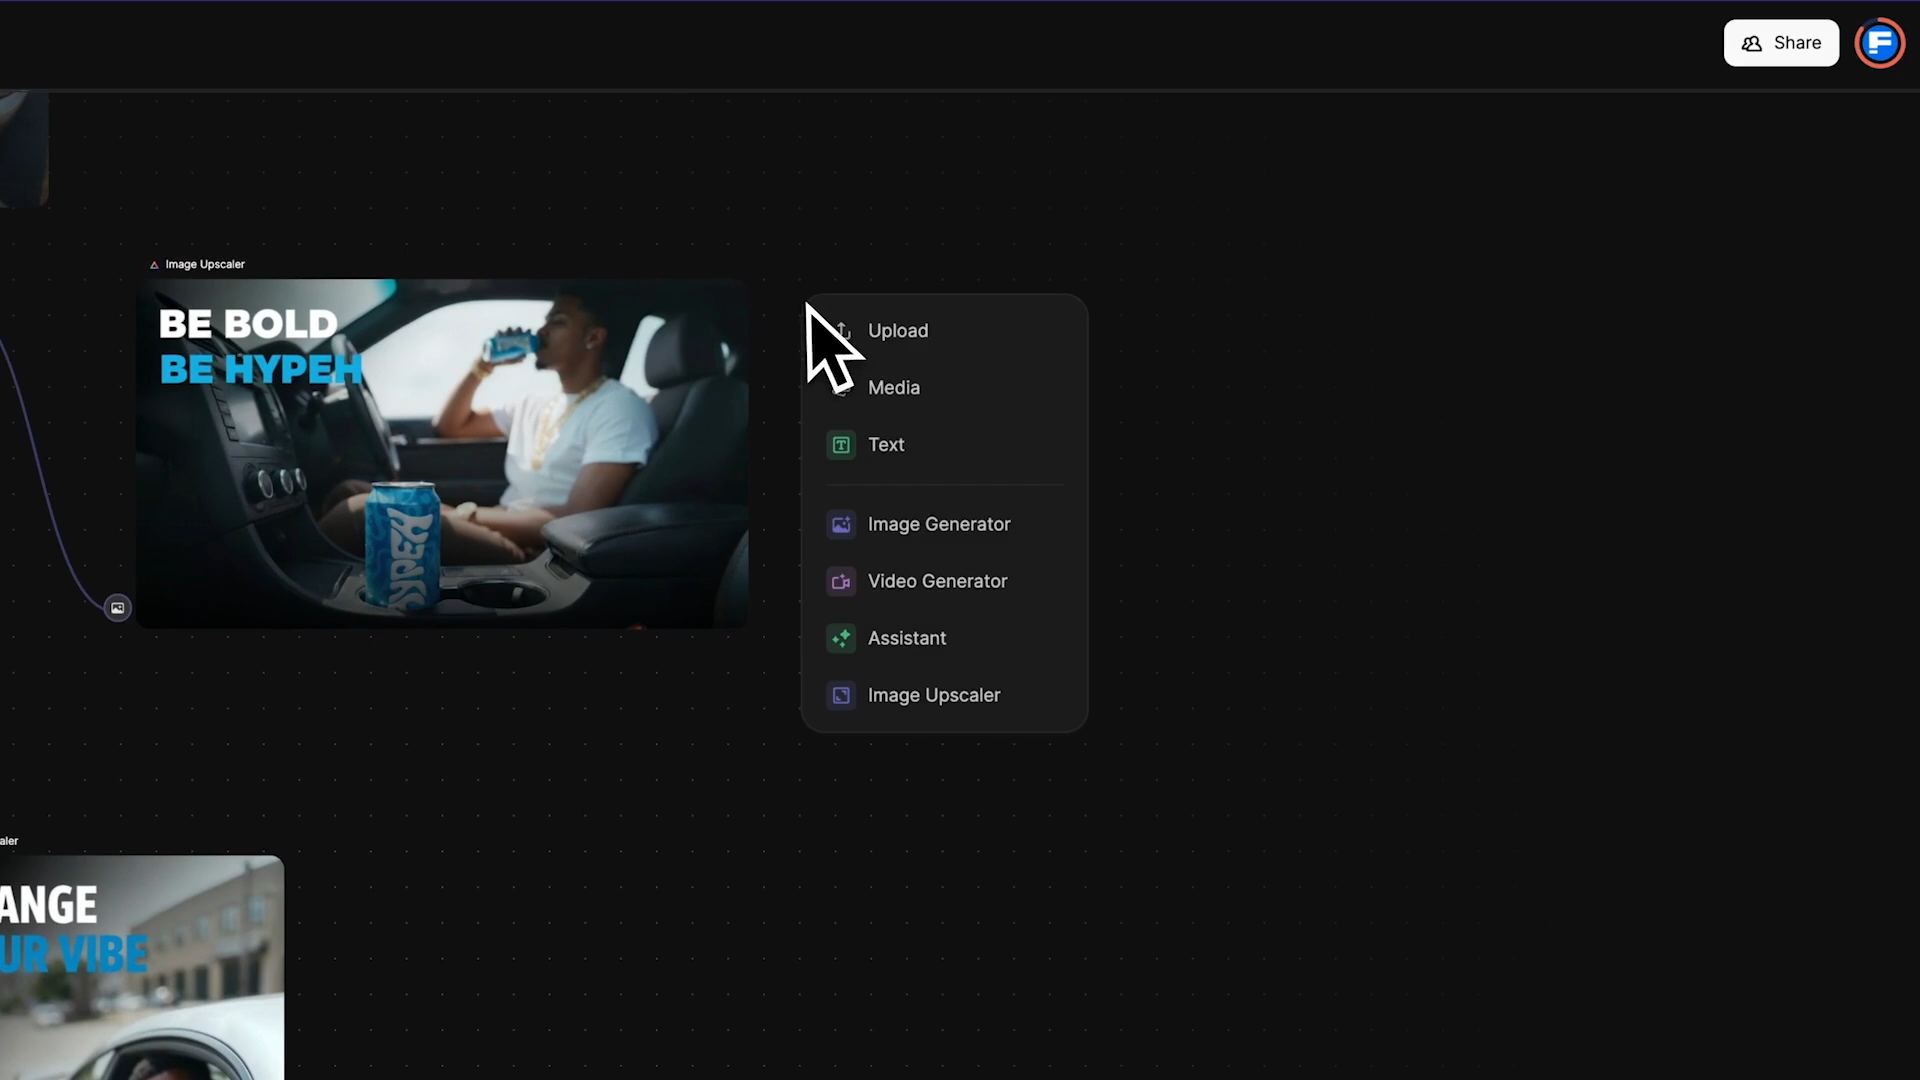 Share
Image Upscaler
BE BOLD
BE HYPEH
HYPEH
Upload
Media
Text
Image Generator
Video Generator
Assistant
Image Upscaler
aler
ANGE
UR VIBE